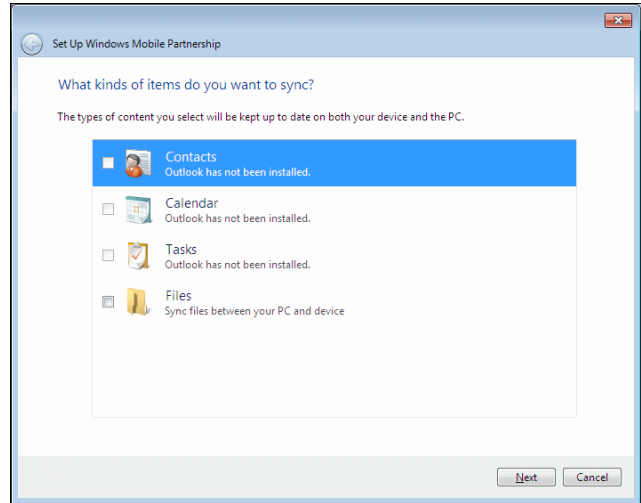 Set Up Windows Mobile Partnership
What kinds of items do you want to sync?
The types of content you select will be kept up to date on both your device and the PC.
Contacts
Outlook has not been installed.
Calendar
Outlook has not been installed.
Tasks
Outlook has not been installed.
Files
Sync files between your PC and device
Next Cancel